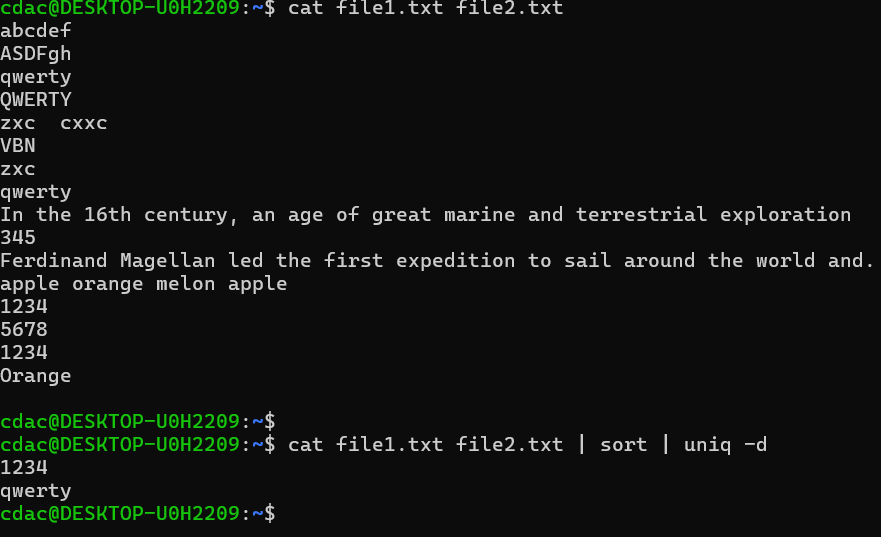 cdac@DESKTOP-U0H2209:~$ cat file1.txt file2.txt
abcdef
ASDFgh
qwerty
QWERTY
zxc  cxxc
VBN
zxc
qwerty
In the 16th century, an age of great marine and terrestrial exploration
345
Ferdinand Magellan led the first expedition to sail around the world and.
apple orange melon apple
1234
5678
1234
Orange

cdac@DESKTOP-U0H2209:~$
cdac@DESKTOP-U0H2209:~$ cat file1.txt file2.txt | sort | uniq -d
1234
qwerty
cdac@DESKTOP-U0H2209:~$